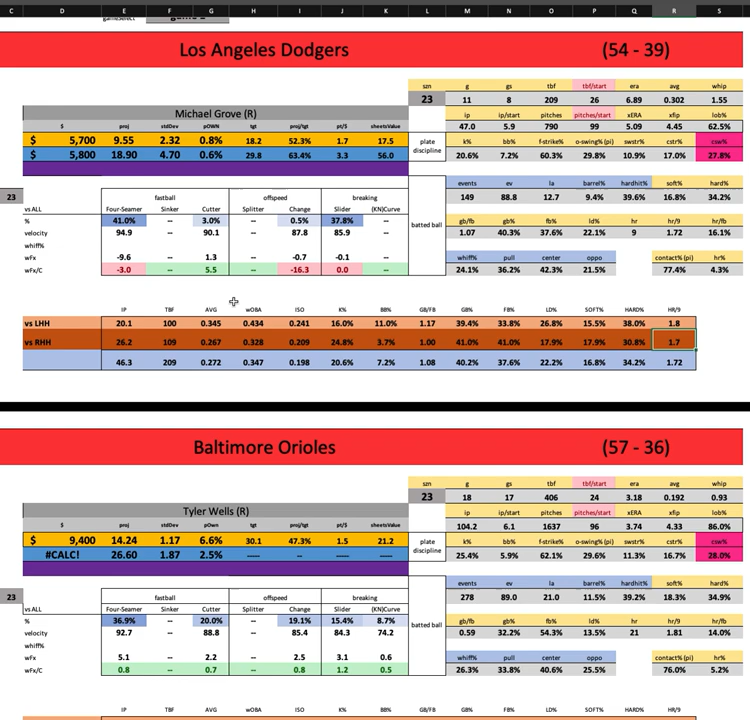 C D E F G H I J K L M N O P Q R S
gameSelect game 1
Los Angeles Dodgers (54 - 39)
szn g gs tbf tbf/start era avg whip
23 11 8 209 26 6.89 0.302 1.55
Michael Grove (R) ip ip/start pitches pitches/start xERA xfip lob%
$ proj stdDev pOWN tgt proj/tgt pt/$ sheetsValue 47.0 5.9 790 99 5.09 4.45 62.5%
$ 5,700 9.55 2.32 0.8% 18.2 52.3% 1.7 17.5 plate discipline k% bb% f-strike% o-swing% (pi) swstr% cstr% csw%
$ 5,800 18.90 4.70 0.6% 29.8 63.4% 3.3 56.0 20.6% 7.2% 60.3% 29.8% 10.9% 17.0% 27.8%
events ev la barrel% hardhit% soft% hard%
23 fastball offspeed breaking 149 88.8 12.7 9.4% 39.6% 16.8% 34.2%
vs ALL Four-Seamer Sinker Cutter Splitter Change Slider (KN)Curve
% 41.0% -- 3.0% 0.5% 37.8% -- batted ball gb/fb gb% fb% ld% hr hr/9 hr/fb
velocity 94.9 -- 90.1 -- 87.8 85.9 -- 1.07 40.3% 37.6% 22.1% 9 1.72 16.1%
whiff%
wFx -9.6 1.3 -- -0.7 -0.1 -- whiff% pull center oppo contact% (pi) hr%
wFx/C -3.0 -- 5.5 -- -16.3 0.0 -- 24.1% 36.2% 42.3% 21.5% 77.4% 4.3%
IP TBF AVG wOBA ISO K% BB% GB/FB GB% FB% LD% SOFT% HARD% HR/9
vs LHH 20.1 100 0.345 0.434 0.241 16.0% 11.0% 1.17 39.4% 33.8% 26.8% 15.5% 38.0% 1.8
vs RHH 26.2 109 0.267 0.328 0.209 24.8% 3.7% 1.00 41.0% 41.0% 17.9% 17.9% 30.8% 1.7
46.3 209 0.272 0.347 0.198 20.6% 7.2% 1.08 40.2% 37.6% 22.2% 16.8% 34.2% 1.72
Baltimore Orioles (57 - 36)
szn g gs tbf tbf/start era avg whip
23 18 17 406 24 3.18 0.192 0.93
Tyler Wells (R) ip ip/start pitches pitches/start xERA xfip lob%
$ proj stdDev pOwn tgt proj/tgt pt/$ sheetsValue 104.2 6.1 1637 96 3.74 4.33 86.0%
$ 9,400 14.24 1.17 6.6% 30.1 47.3% 1.5 21.2 plate discipline k% bb% f-strike% o-swing% (pi) swstr% cstr% csw%
#CALC! 26.60 1.87 2.5% ----- ----- --- ----- 25.4% 5.9% 62.1% 29.6% 11.3% 16.7% 28.0%
events ev la barrel% hardhit% soft% hard%
23 fastball offspeed breaking 278 89.0 21.0 11.5% 39.2% 18.3% 34.9%
vs ALL Four-Seamer Sinker Cutter Splitter Change Slider (KN)Curve
% 36.9% -- 20.0% 19.1% 15.4% 8.7% batted ball gb/fb gb% fb% ld% hr hr/9 hr/fb
velocity 92.7 -- 88.8 -- 85.4 84.3 74.2 0.59 32.2% 54.3% 13.5% 21 1.81 14.0%
whiff%
wFx 5.1 -- 2.2 -- 2.5 3.1 0.6 whiff% pull center oppo contact% (pi) hr%
wFx/C 0.8 -- 0.7 -- 0.8 1.2 0.5 26.3% 33.8% 40.6% 25.5% 76.0% 5.2%
IP TBF AVG wOBA ISO K% BB% GB/FB GB% FB% LD% SOFT% HARD% HR/9